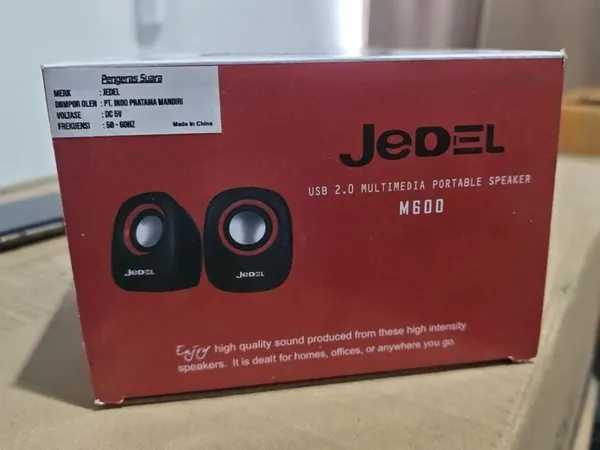 Pengeras Suara
MERK : JEDEL
DIIMPOR OLEH : PT. INDO PRATAMA MANDIRI
VOLTASE : DC 5V
FREKUENSI : 50 - 60HZ
Made In China
JEDEL
USB 2.0 MULTIMEDIA PORTABLE SPEAKER
M600
JEDEL
JEDEL
Enjoy high quality sound produced from these high intensity
speakers. It is dealt for homes, offices, or anywhere you go.